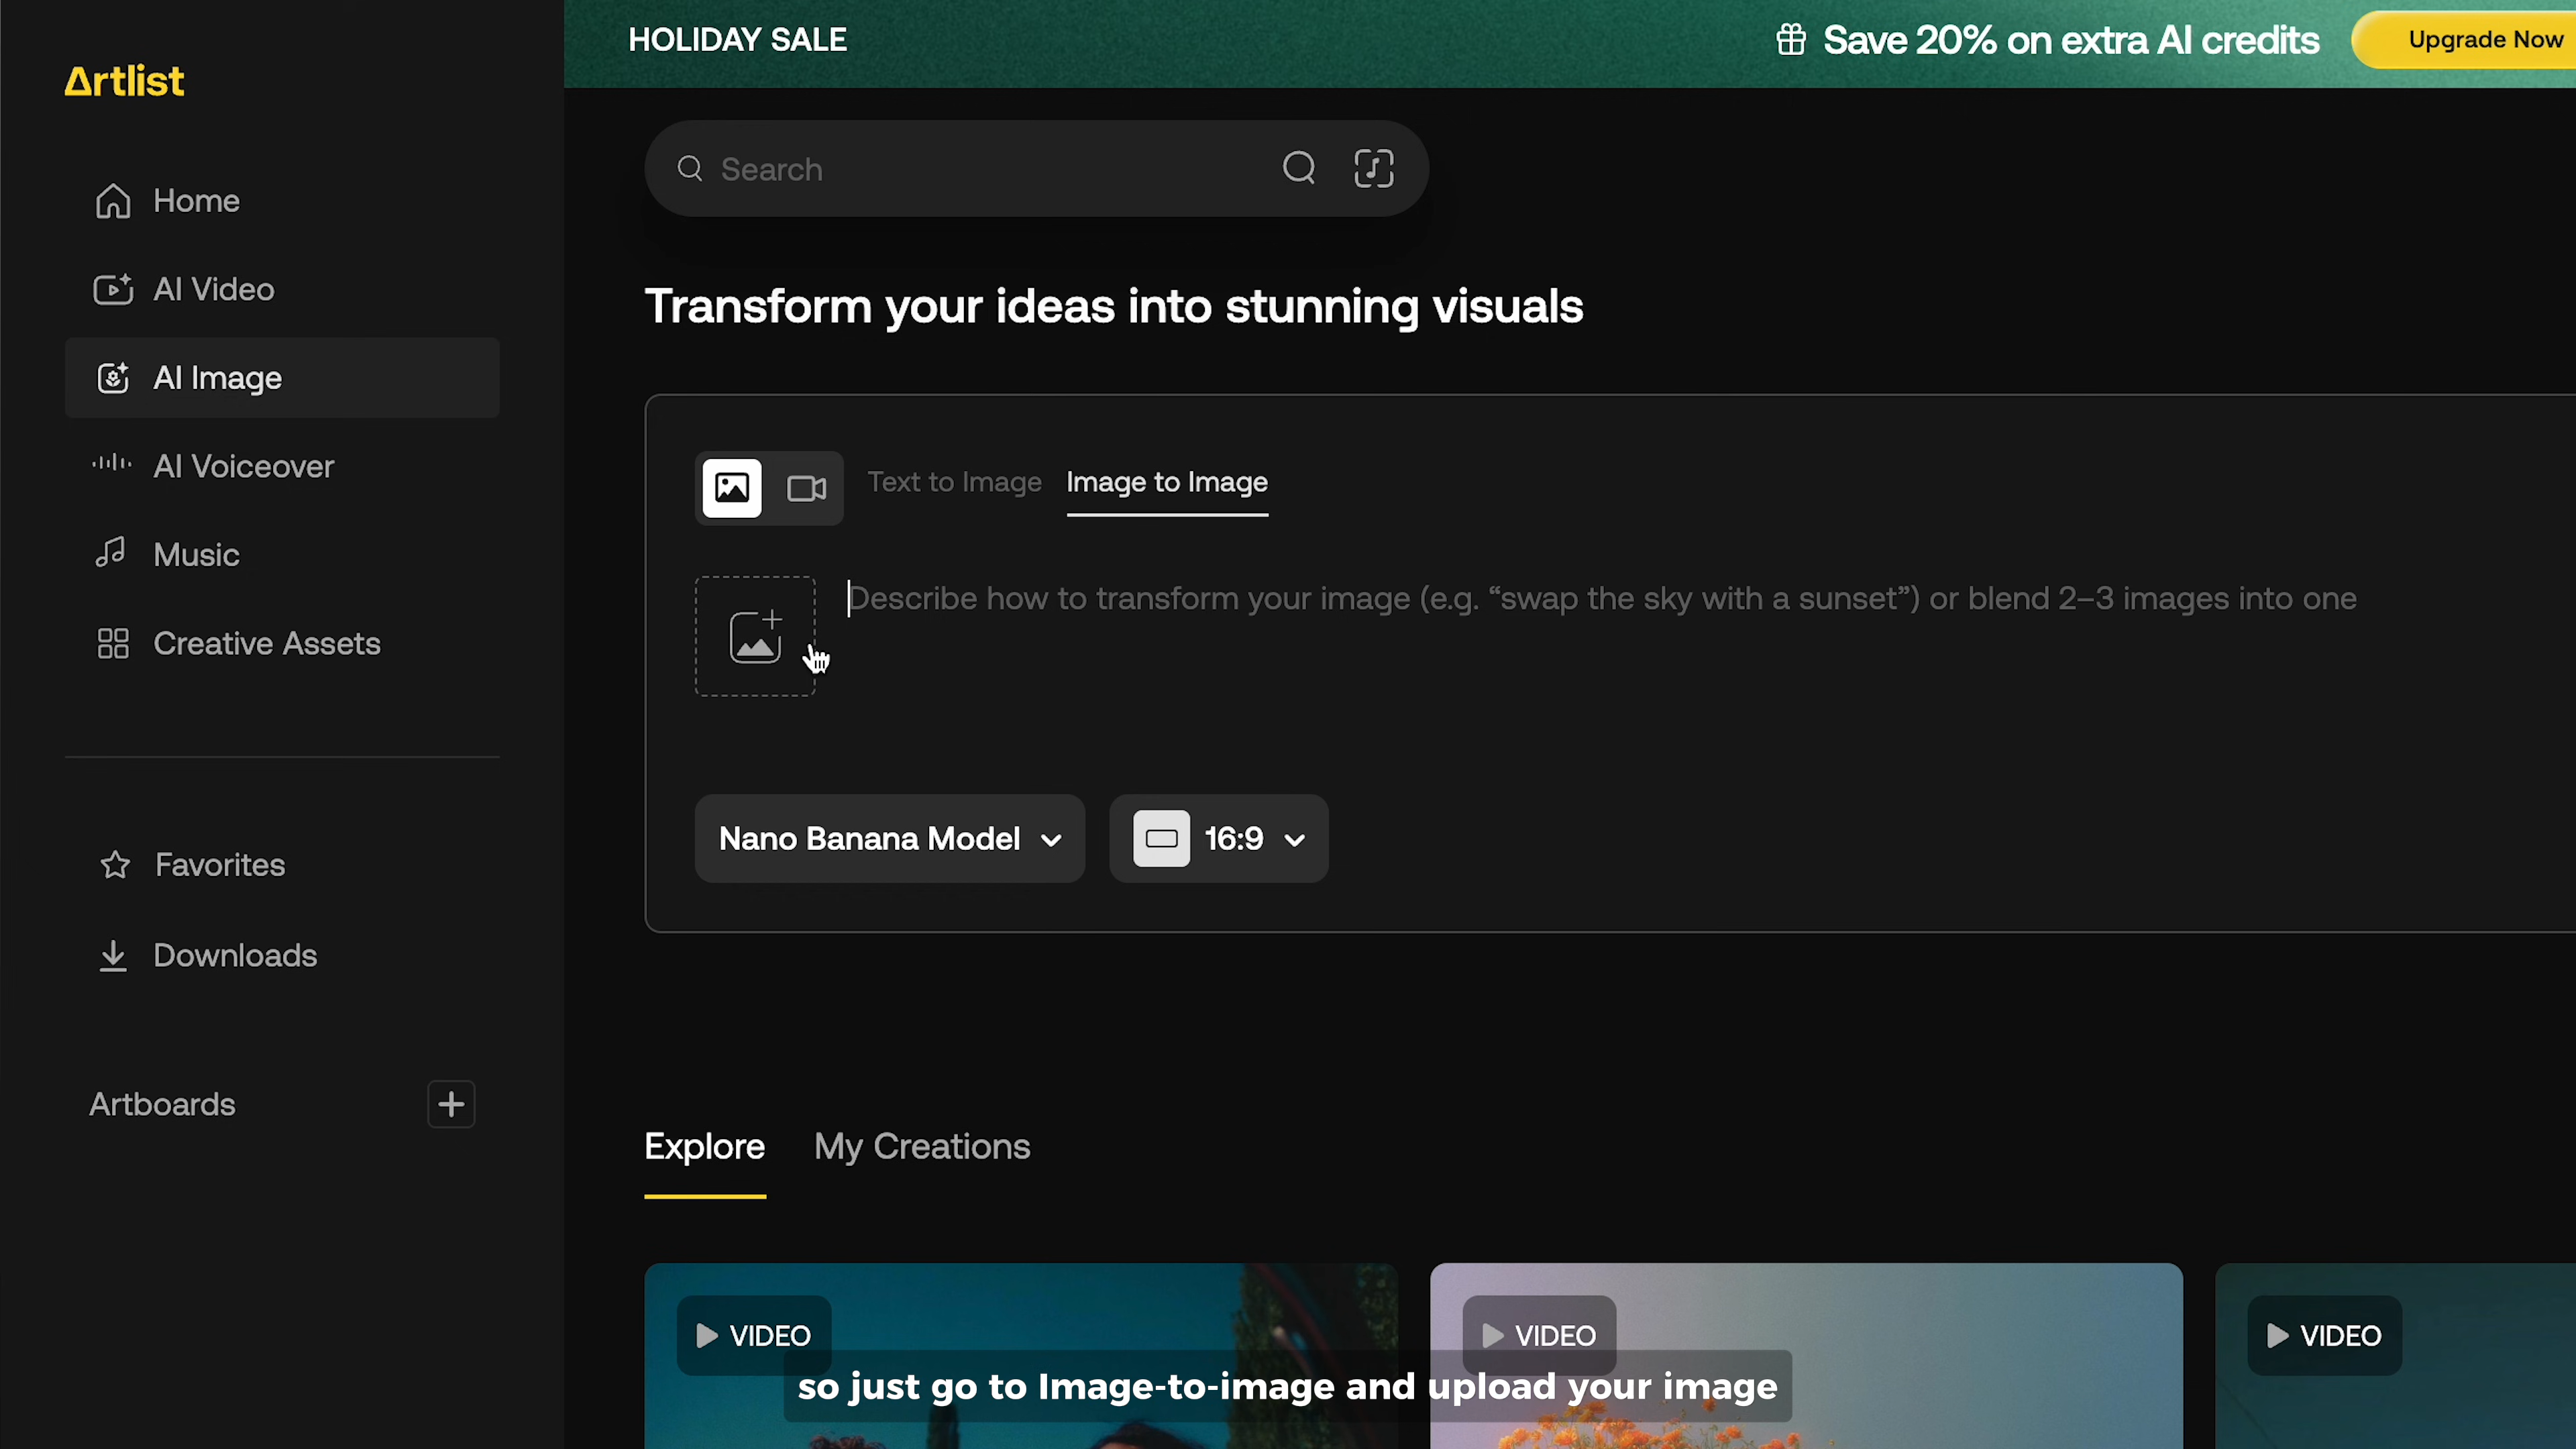 HOLIDAY SALE
Save 20% on extra AI credits
Upgrade Now
Artlist
Home
AI Video
AI Image
AI Voiceover
Music
Creative Assets
Favorites
Downloads
Artboards
Search
Transform your ideas into stunning visuals
Text to Image
Image to Image
Describe how to transform your image (e.g. “swap the sky with a sunset”) or blend 2–3 images into one
Nano Banana Model
16:9
Explore
My Creations
VIDEO
VIDEO
VIDEO
so just go to Image-to-image and upload your image